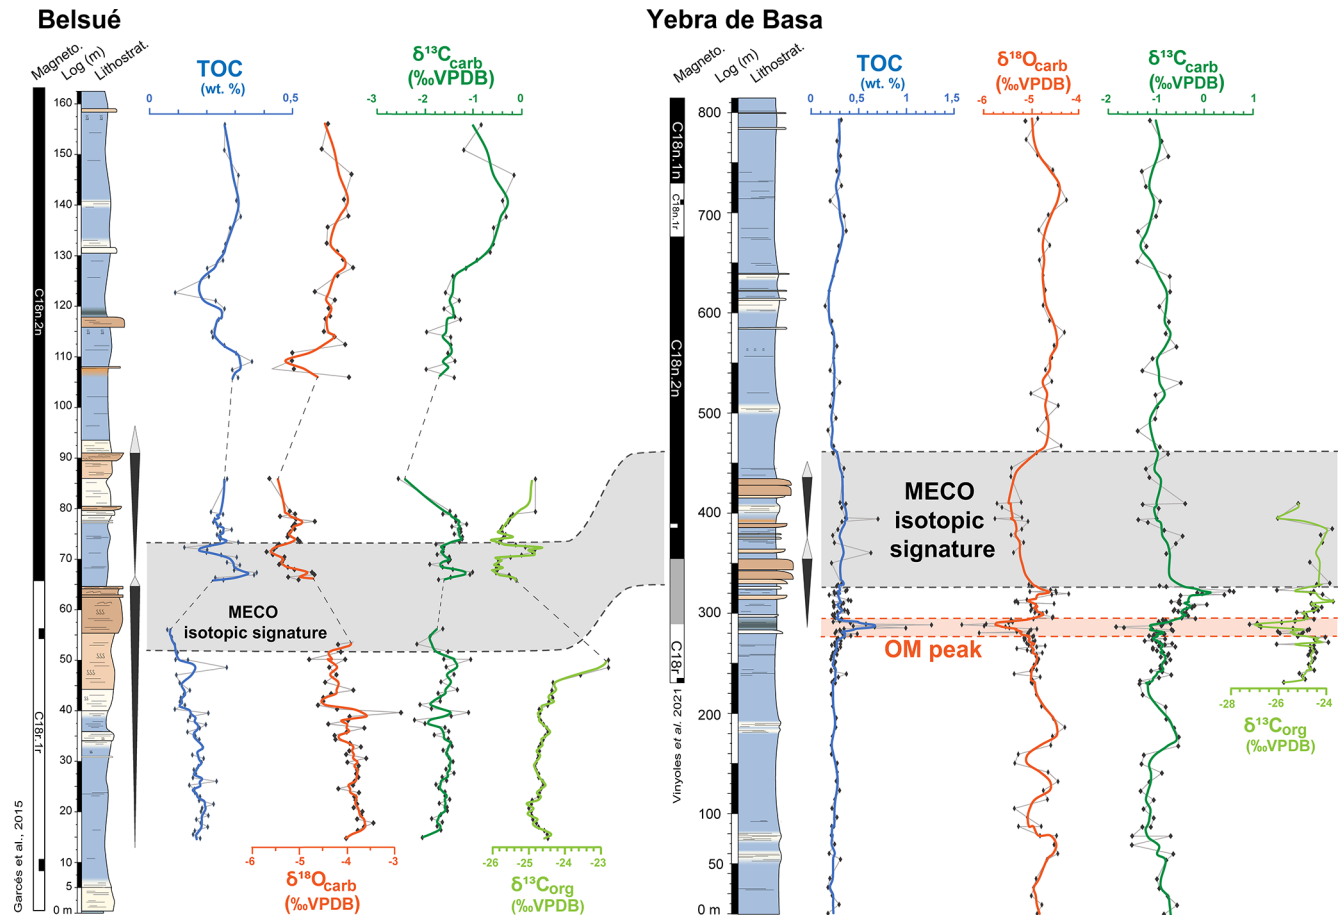 Belsué
Magneto.
Log (m)
Lithostrat.
TOC
(wt. %)
0 0,5
δ¹³Ccarb
(‰VPDB)
-3 -2 -1 0
160
150
140
130
120
110
100
90
80
70
60
50
40
30
20
10
5
0 m
C18n.2n
C18r.1r
Garcés et al., 2015
MECO
isotopic signature
-6 -5 -4 -3
δ¹⁸Ocarb
(‰VPDB)
-26 -25 -24 -23
δ¹³Corg
(‰VPDB)
Yebra de Basa
Magneto.
Log (m)
Lithostrat.
TOC
(wt. %)
0 0,5 1 1,5
δ¹⁸Ocarb
(‰VPDB)
-6 -5 -4
δ¹³Ccarb
(‰VPDB)
-2 -1 0 1
800
700
600
500
400
300
200
100
50
0 m
C18n.1n
C18n.1r
C18n.2n
C18r
Vinyoles et al. 2021
MECO
isotopic
signature
OM peak
-28 -26 -24
δ¹³Corg
(‰VPDB)